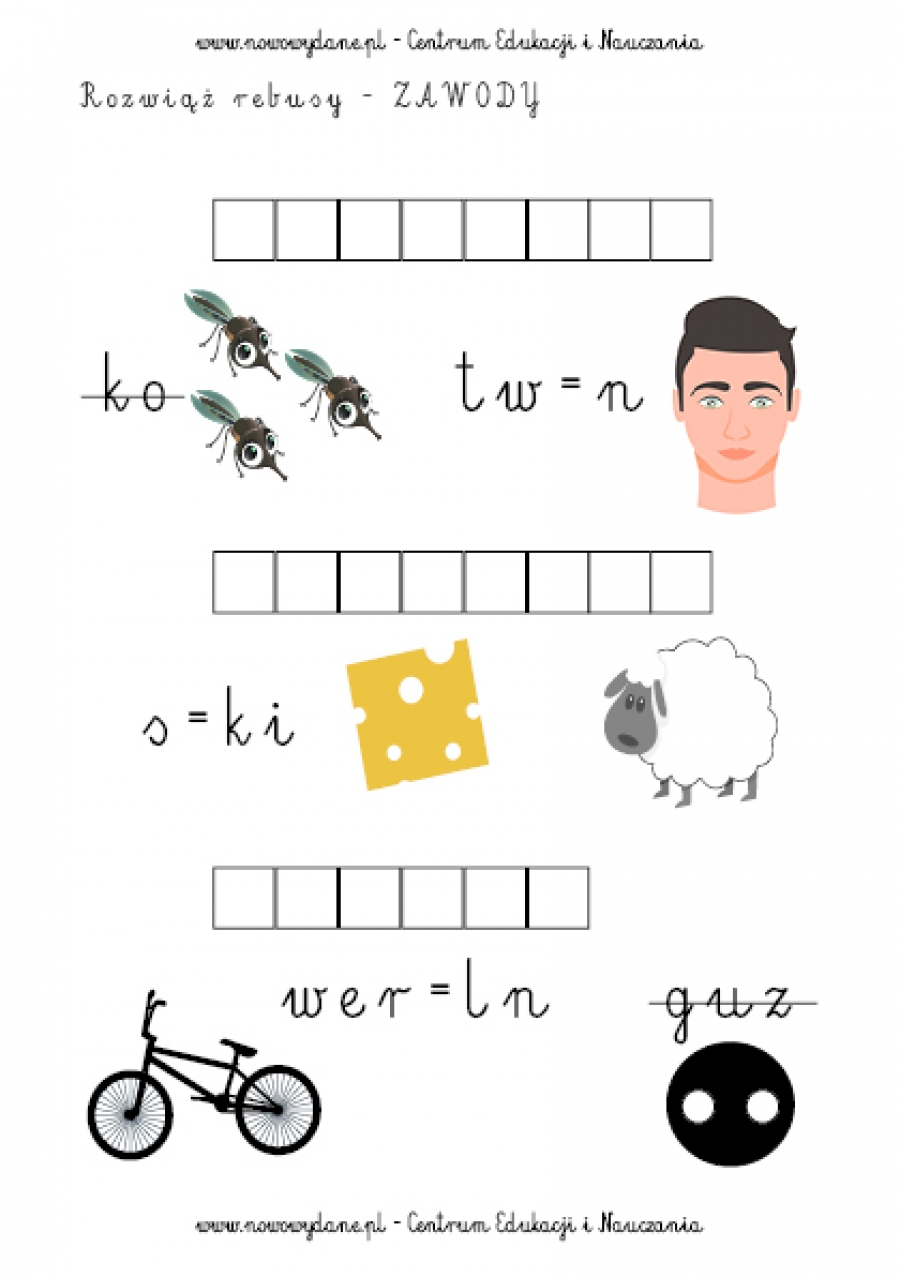 www.nowowydane.pl - Centrum Edukacji i Nauczania
Rozwiąż rebusy - ZAWODY
ko
tw = n
s = ki
wer = ln
guz
www.nowowydane.pl - Centrum Edukacji i Nauczania